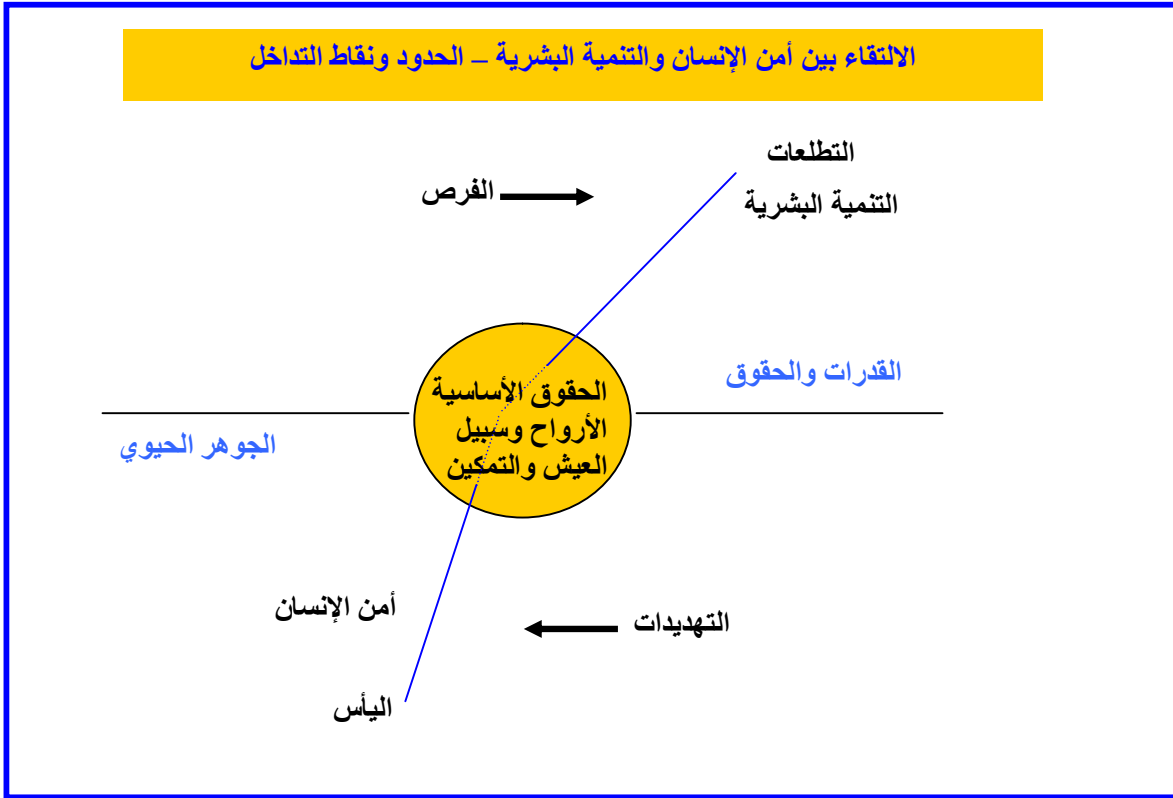 الالتقاء بين أمن الإنسان والتنمية البشرية – الحدود ونقاط التداخل
التطلعات
الفرص
التنمية البشرية
القدرات والحقوق
الحقوق الأساسية
الأرواح وسبيل
العيش والتمكين
الجوهر الحيوي
أمن الإنسان
التهديدات
اليأس